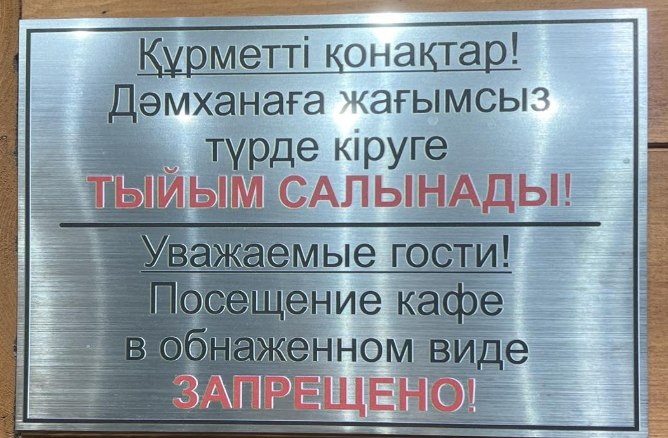 Құрметті қонақтар!
Дәмханаға жағымсыз
түрде кіруге
ТЫЙЫМ САЛЫНАДЫ!
Уважаемые гости!
Посещение кафе
в обнаженном виде
ЗАПРЕЩЕНО!